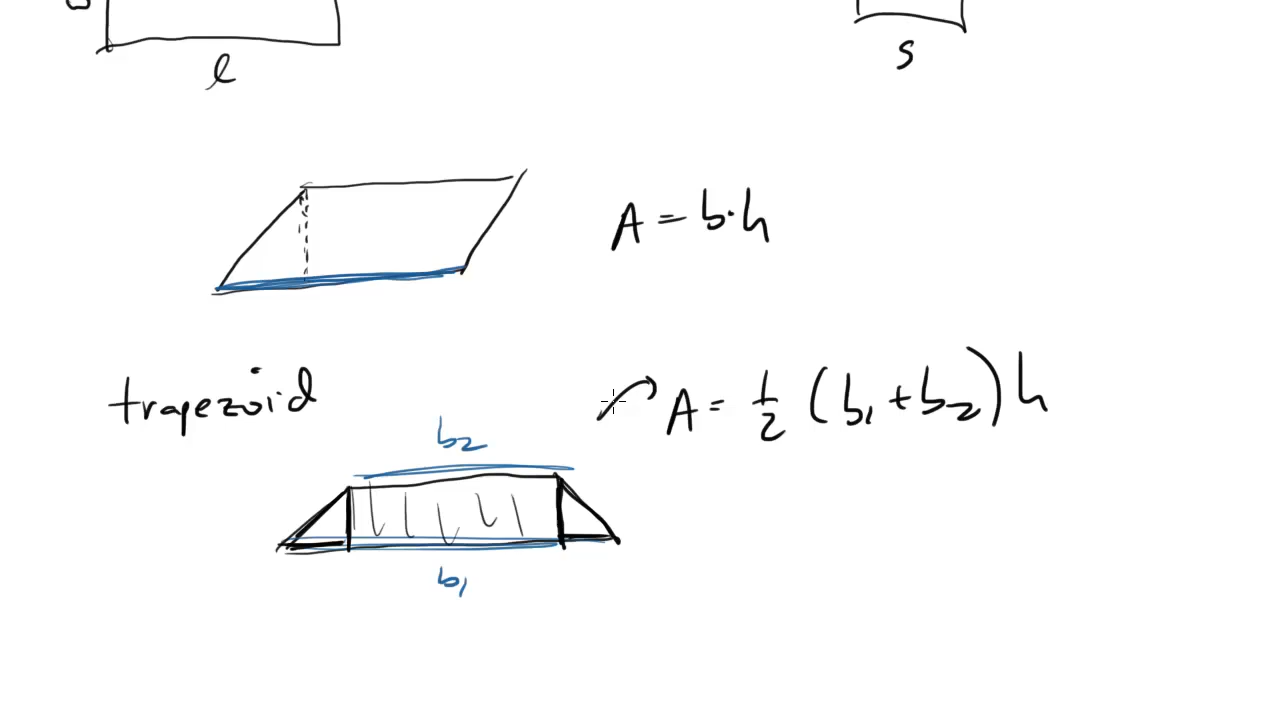 l
s
A = b·h
trapezoid
A = 1/2 (b₁ + b₂) h
b₂
b₁